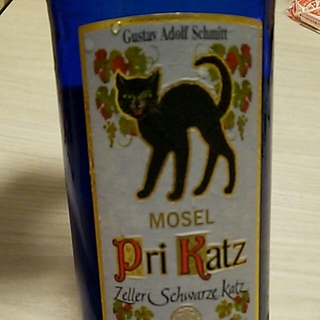 Gustav Adolf Schmitt
MOSEL
Pri Katz
Zeller Schwarze Katz